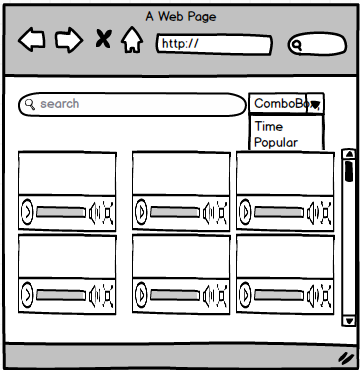 A Web Page
http://
search
ComboBox
Time
Popular